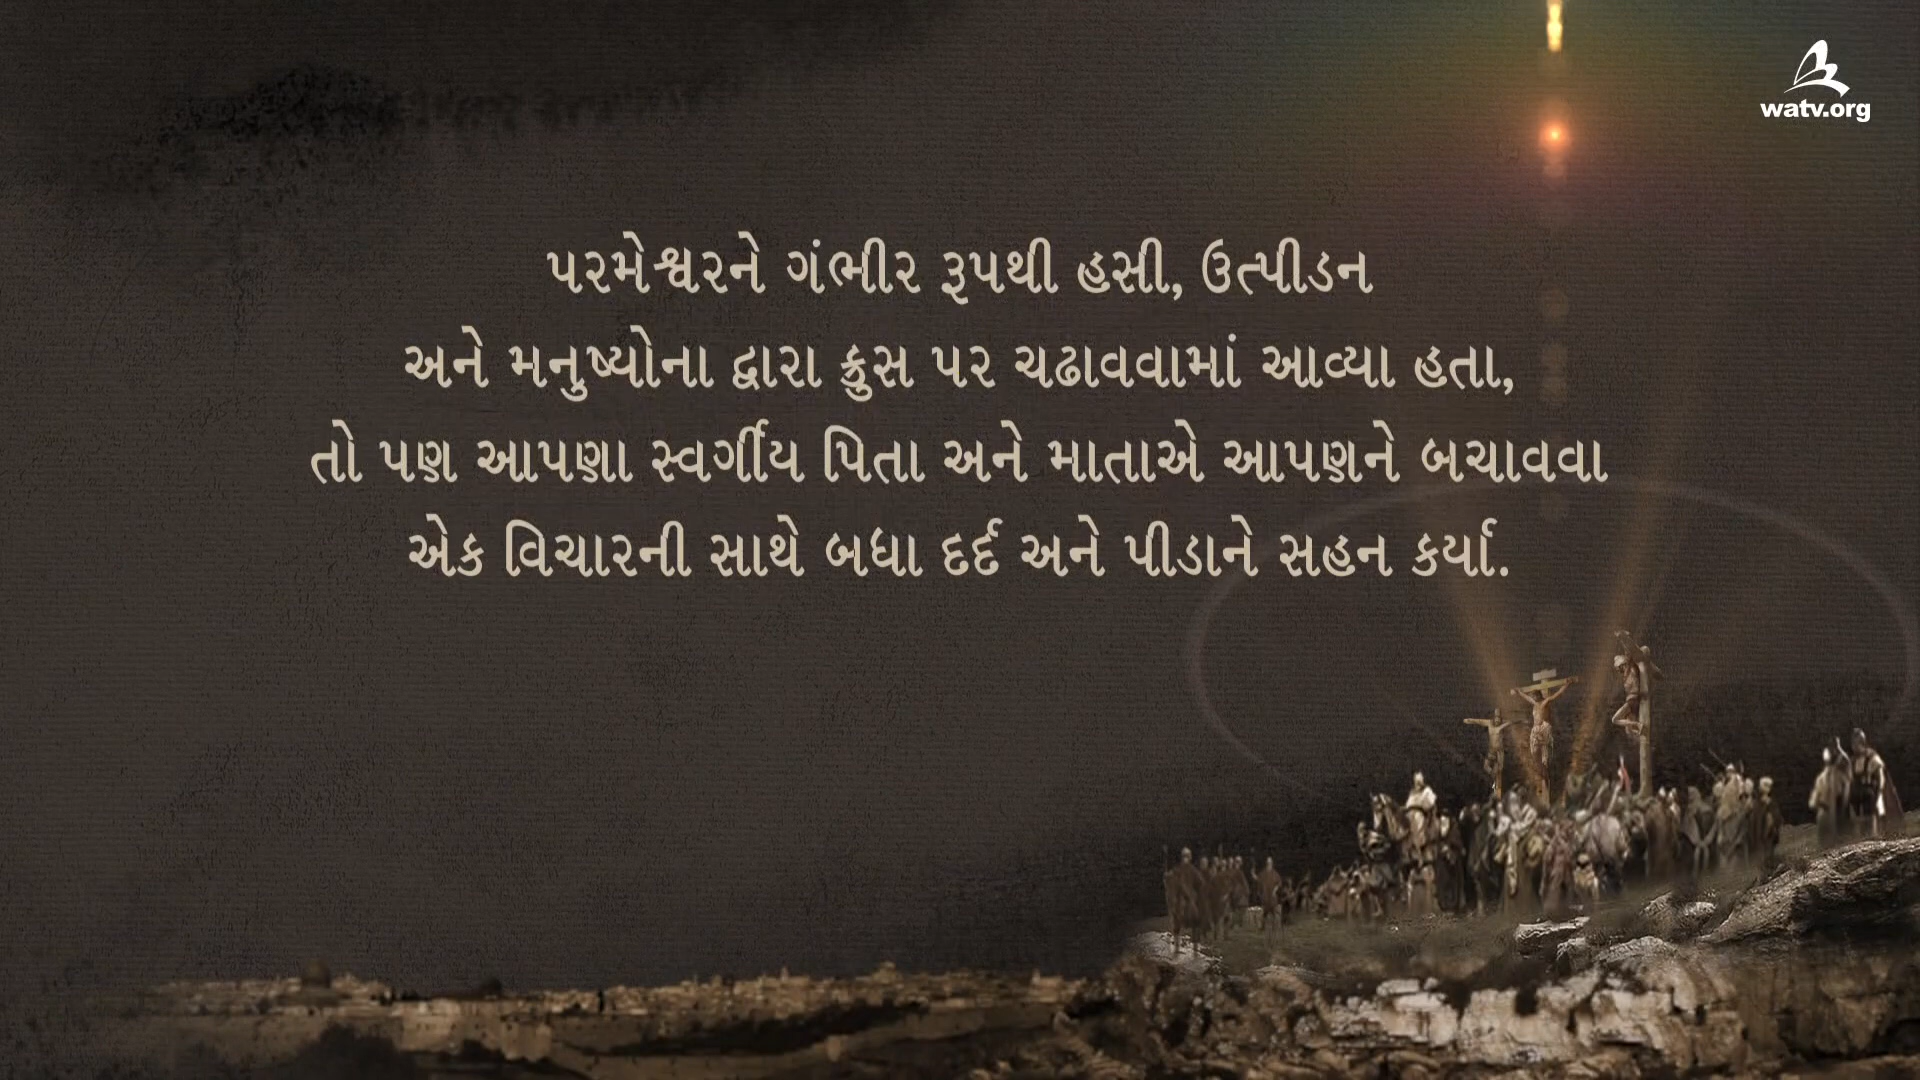 watv.org
પરમેશ્વરને ગંભીર રૂપથી હસી, ઉત્પીડન
અને મનુષ્યોના દ્વારા ક્રુસ પર ચઢાવવામાં આવ્યા હતા,
તો પણ આપણા સ્વર્ગીય પિતા અને માતાએ આપણને બચાવવા
એક વિચારની સાથે બધા દર્દ અને પીડાને સહન કર્યાં.